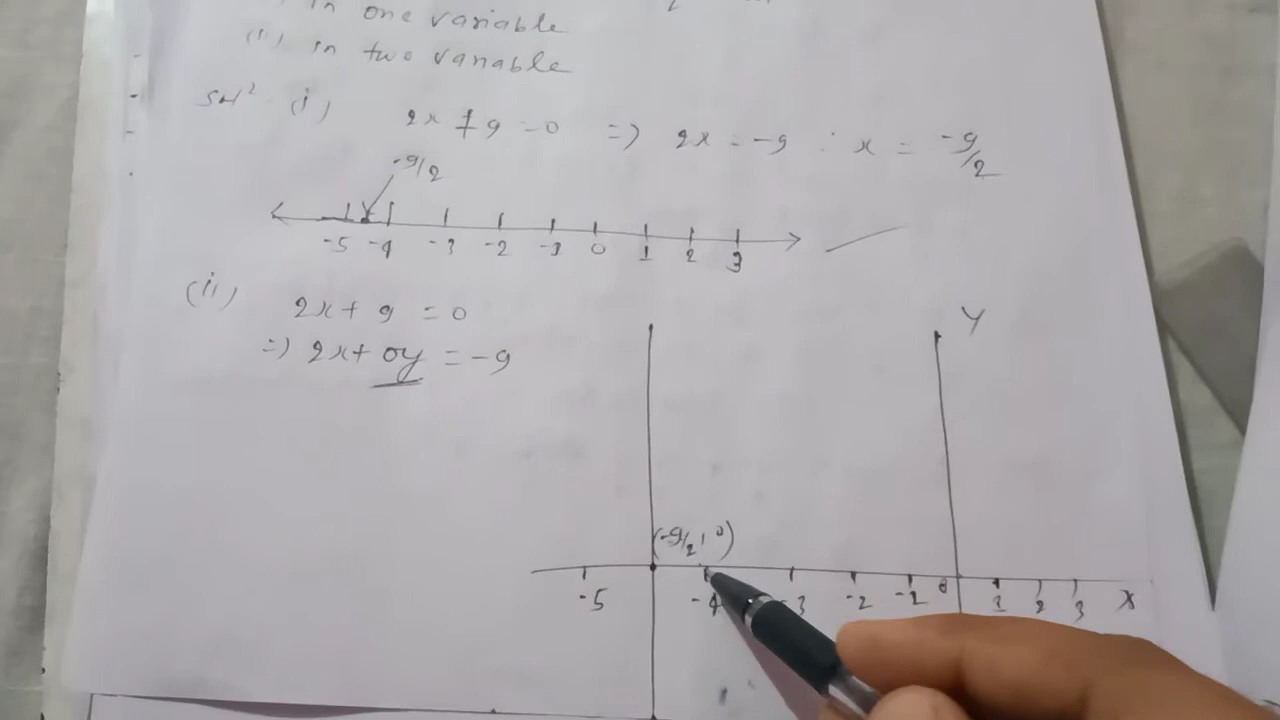 in one variable
in two variable
(i) 2x + 9 = 0 => 2x = -9 ∴ x = -9/2
-9/2
-5 -4 -3 -2 -1 0 1 2 3
(ii) 2x + 9 = 0
=) 2x + 0y = -9
Y
(-9/2, 0)
-5 -4 -3 -2 -1 0 1 2 3 X